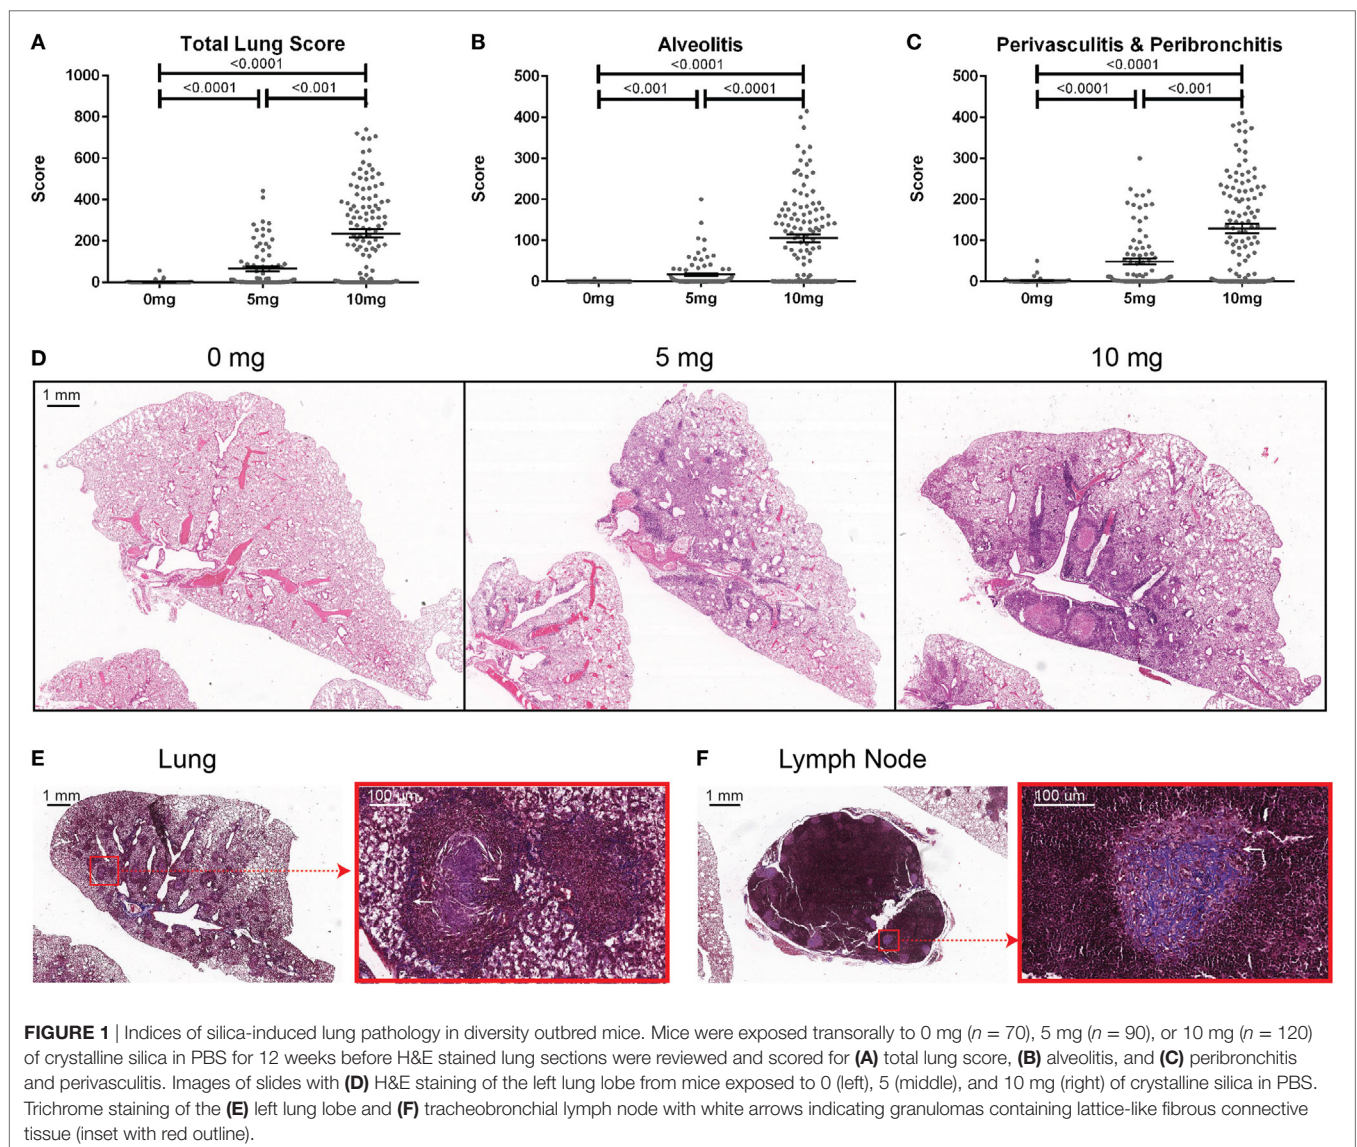 A
Total Lung Score
<0.0001
<0.0001
<0.001
1000
800
600
400
200
0
Score
0mg
5mg
10mg
B
Alveolitis
<0.0001
<0.001
<0.0001
500
400
300
200
100
0
Score
0mg
5mg
10mg
C
Perivasculitis & Peribronchitis
<0.0001
<0.0001
<0.001
500
400
300
200
100
0
Score
0mg
5mg
10mg
D
0 mg
5 mg
10 mg
1 mm
E
Lung
1 mm
100 um
F
Lymph Node
1 mm
100 um
FIGURE 1 | Indices of silica-induced lung pathology in diversity outbred mice. Mice were exposed transorally to 0 mg (n = 70), 5 mg (n = 90), or 10 mg (n = 120)
of crystalline silica in PBS for 12 weeks before H&E stained lung sections were reviewed and scored for (A) total lung score, (B) alveolitis, and (C) peribronchitis
and perivasculitis. Images of slides with (D) H&E staining of the left lung lobe from mice exposed to 0 (left), 5 (middle), and 10 mg (right) of crystalline silica in PBS.
Trichrome staining of the (E) left lung lobe and (F) tracheobronchial lymph node with white arrows indicating granulomas containing lattice-like fibrous connective
tissue (inset with red outline).